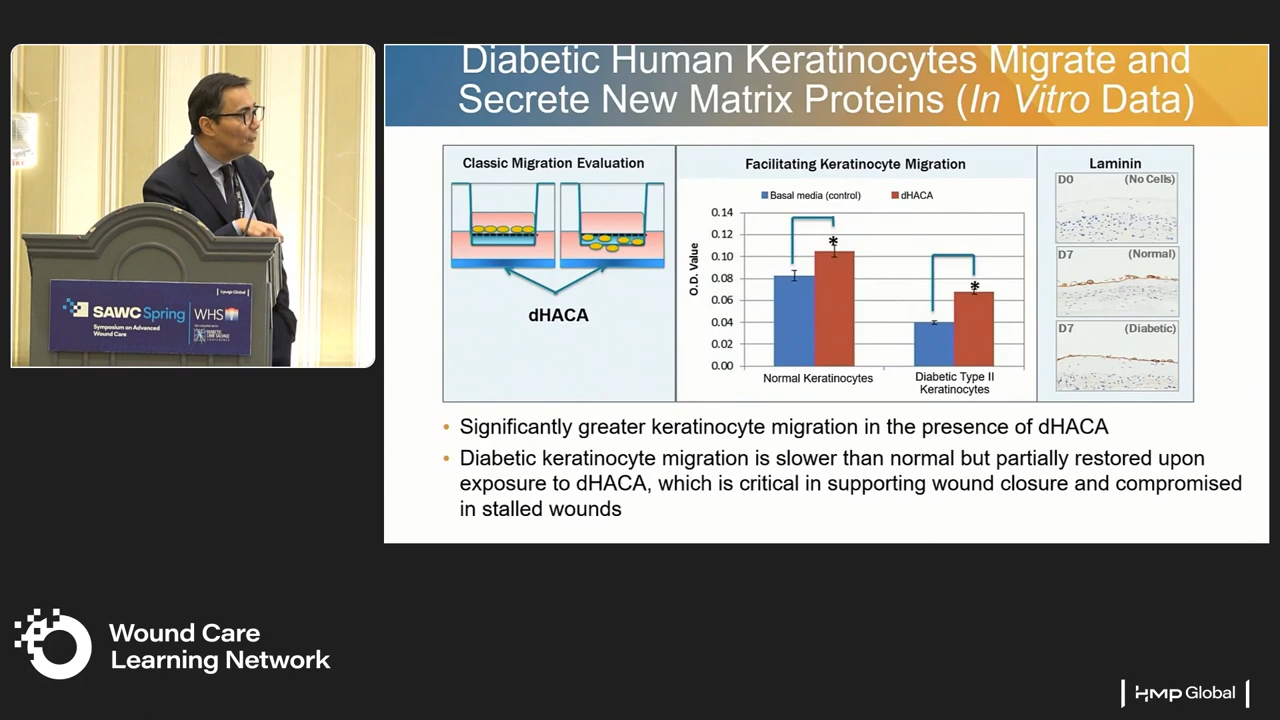 Diabetic Human Keratinocytes Migrate and
Secrete New Matrix Proteins (In Vitro Data)
Classic Migration Evaluation
dHACA
Facilitating Keratinocyte Migration
Basal media (control)
dHACA
O.D. Value
0.14
0.12
0.10
0.08
0.06
0.04
0.02
0.00
*
*
Normal Keratinocytes
Diabetic Type II
Keratinocytes
Laminin
D0 (No Cells)
D7 (Normal)
D7 (Diabetic)
• Significantly greater keratinocyte migration in the presence of dHACA
• Diabetic keratinocyte migration is slower than normal but partially restored upon
exposure to dHACA, which is critical in supporting wound closure and compromised
in stalled wounds
SAWC Spring
Symposium on Advanced
Wound Care
WHS
Wound Care
Learning Network
HMP Global